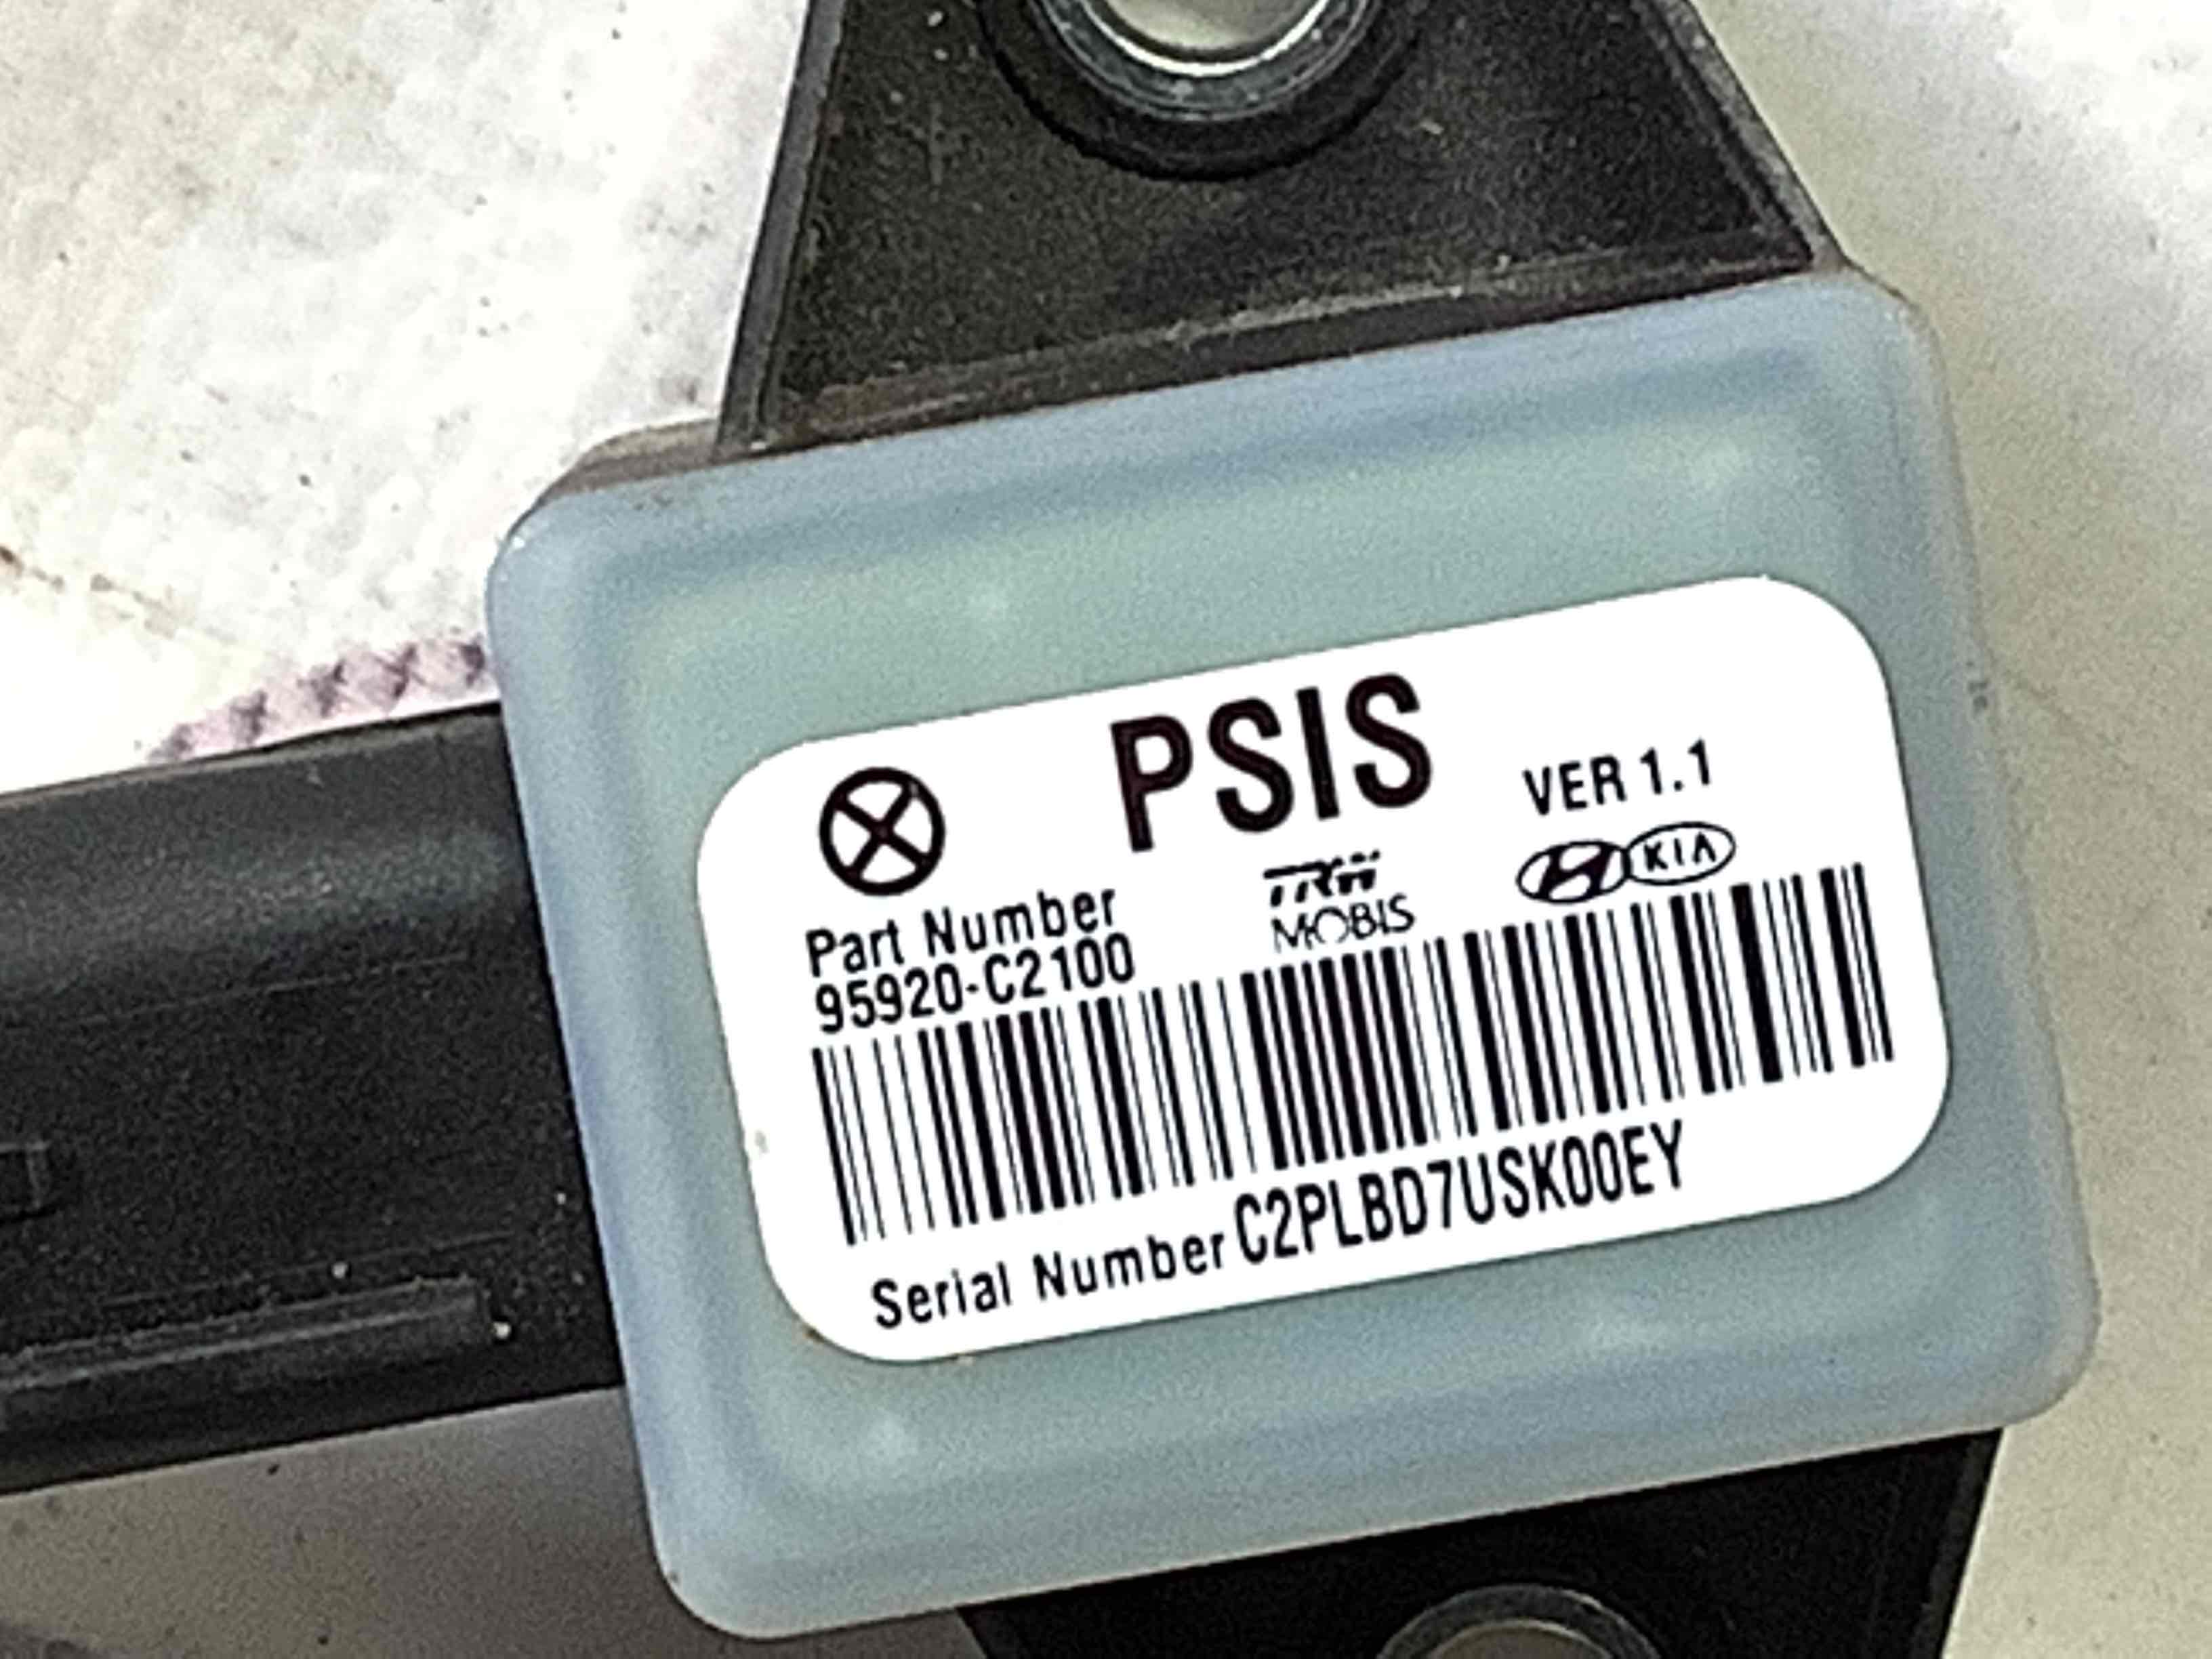 PSIS
VER 1.1
TRW
MOBIS
KIA
Part Number
95920-C2100
Serial Number C2PLBD7USK00EY